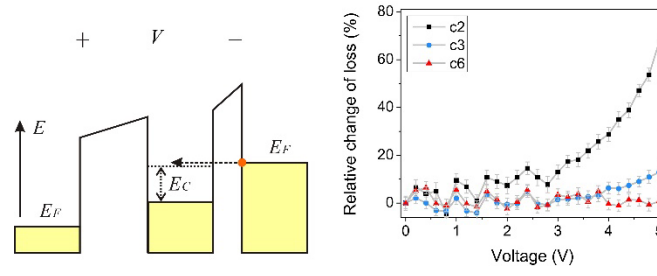 + V −
E
E_F
E_C
E_F
Relative change of loss (%)
80
60
40
20
0
c2
c3
c6
0 1 2 3 4 5
Voltage (V)